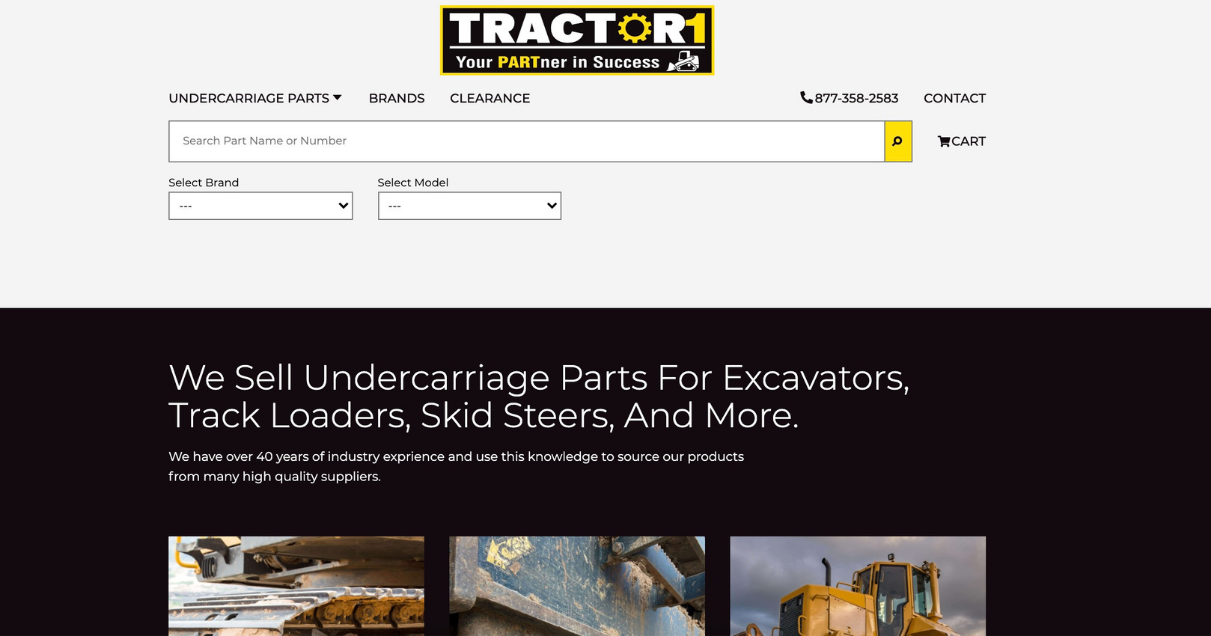 TRACTOR1
Your PARTner in Success
UNDERCARRIAGE PARTS
BRANDS
CLEARANCE
877-358-2583
CONTACT
Search Part Name or Number
CART
Select Brand
Select Model
---
---
We Sell Undercarriage Parts For Excavators,
Track Loaders, Skid Steers, And More.
We have over 40 years of industry exprience and use this knowledge to source our products
from many high quality suppliers.